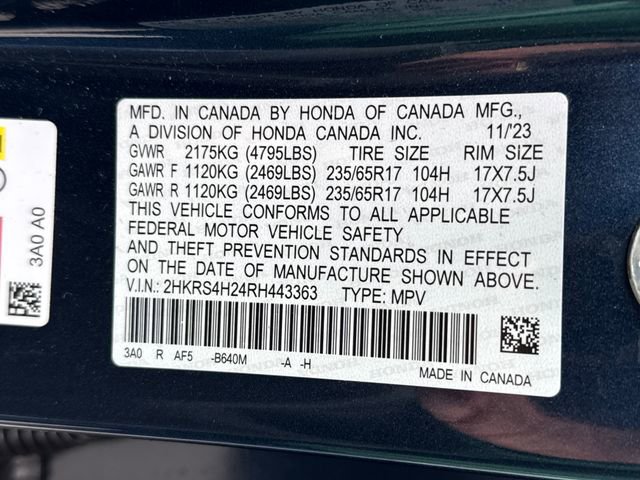 MFD. IN CANADA BY HONDA OF CANADA MFG.,
A DIVISION OF HONDA CANADA INC. 11/'23
GVWR 2175KG (4795LBS) TIRE SIZE RIM SIZE
GAWR F 1120KG (2469LBS) 235/65R17 104H 17X7.5J
GAWR R 1120KG (2469LBS) 235/65R17 104H 17X7.5J
THIS VEHICLE CONFORMS TO ALL APPLICABLE
FEDERAL MOTOR VEHICLE SAFETY
AND THEFT PREVENTION STANDARDS IN EFFECT
ON THE DATE OF MANUFACTURE SHOWN ABOVE.
V.I.N.: 2HKRS4H24RH443363 TYPE: MPV
3A0 R AF5 -B640M -A -H
MADE IN CANADA
3A0 A0